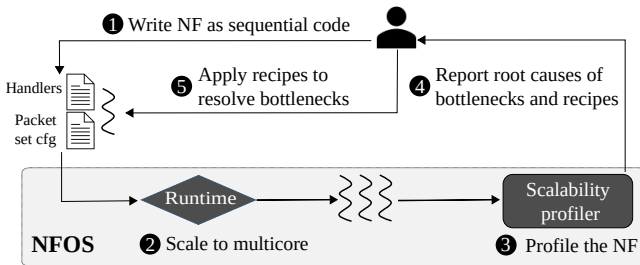 ❶ Write NF as sequential code
❺ Apply recipes to
resolve bottlenecks
❹ Report root causes of
bottlenecks and recipes
Handlers
Packet
set cfg
Runtime
Scalability
profiler
NFOS
❷ Scale to multicore
❸ Profile the NF